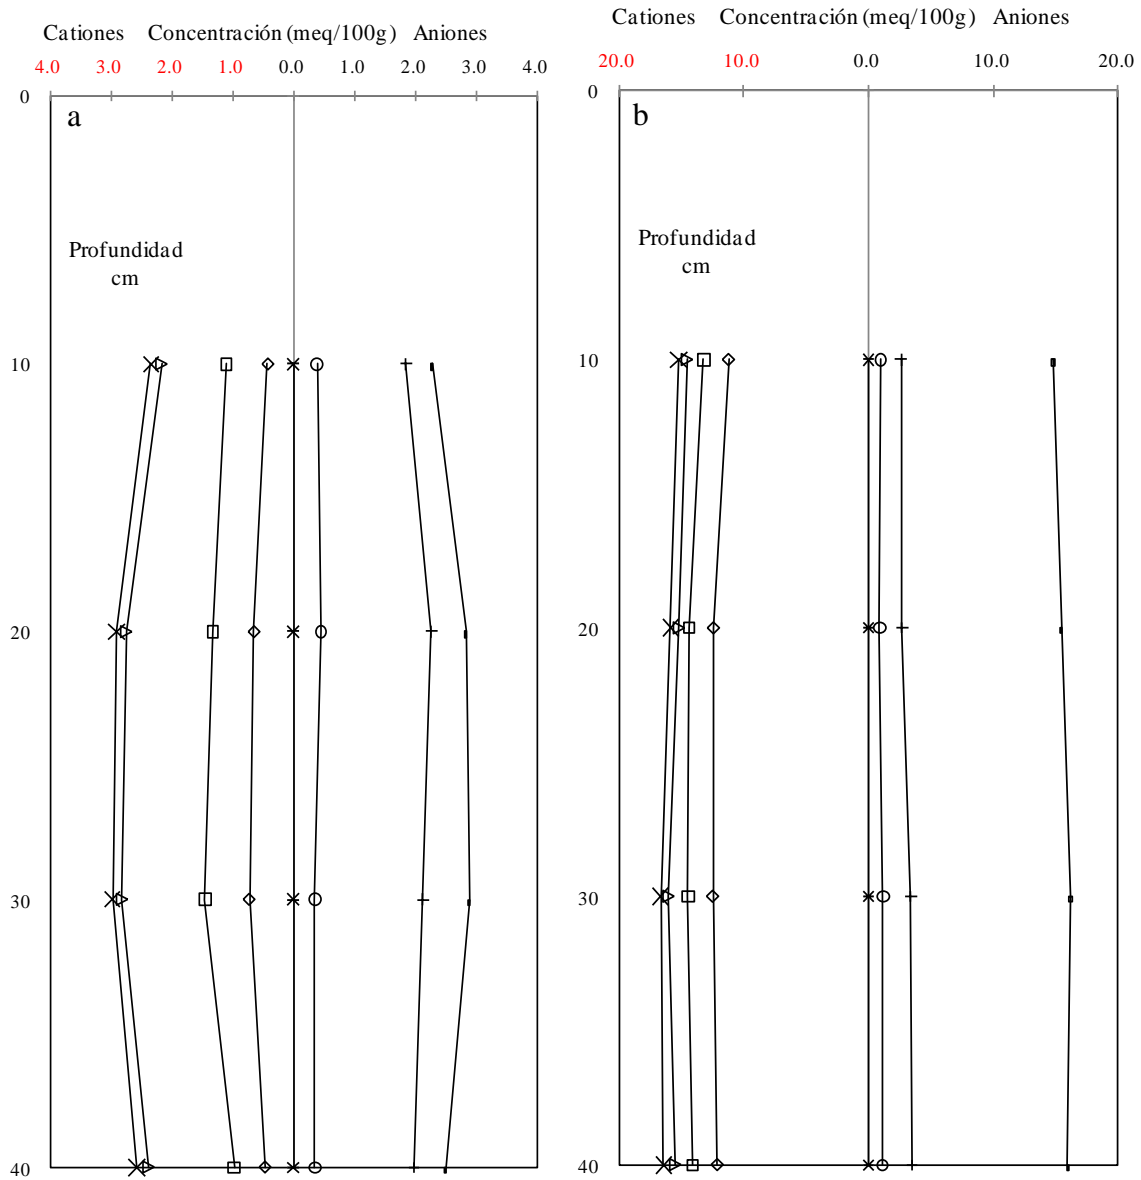 Cationes Concentración (meq/100g) Aniones
4.0 3.0 2.0 1.0 0.0 1.0 2.0 3.0 4.0
0
a
Profundidad
cm
10
20
30
40
Cationes Concentración (meq/100g) Aniones
20.0 10.0 0.0 10.0 20.0
0
b
Profundidad
cm
10
20
30
40